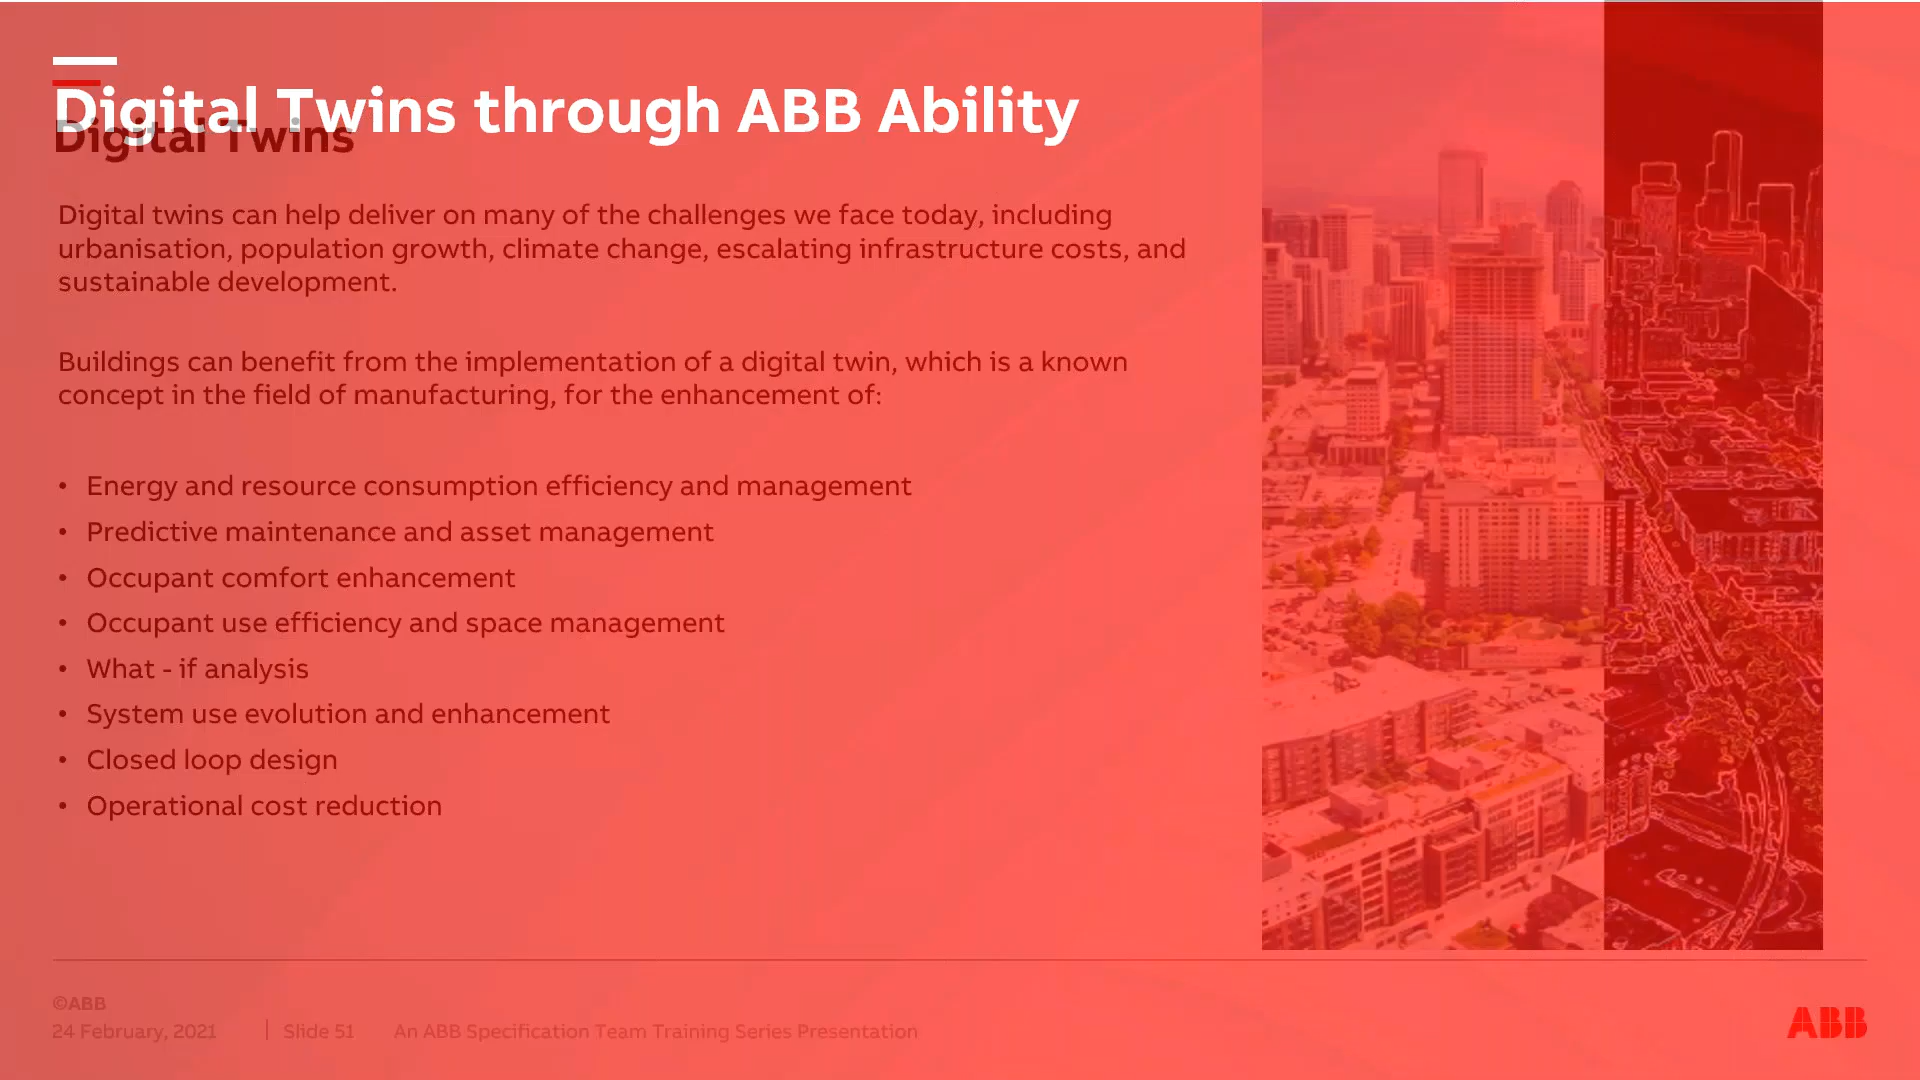 Digital Twins through ABB Ability
Digital Twins
Digital twins can help deliver on many of the challenges we face today, including
urbanisation, population growth, climate change, escalating infrastructure costs, and
sustainable development.
Buildings can benefit from the implementation of a digital twin, which is a known
concept in the field of manufacturing, for the enhancement of:
• Energy and resource consumption efficiency and management
• Predictive maintenance and asset management
• Occupant comfort enhancement
• Occupant use efficiency and space management
• What - if analysis
• System use evolution and enhancement
• Closed loop design
• Operational cost reduction
©ABB
24 February, 2021 | Slide 51 An ABB Specification Team Training Series Presentation
ABB